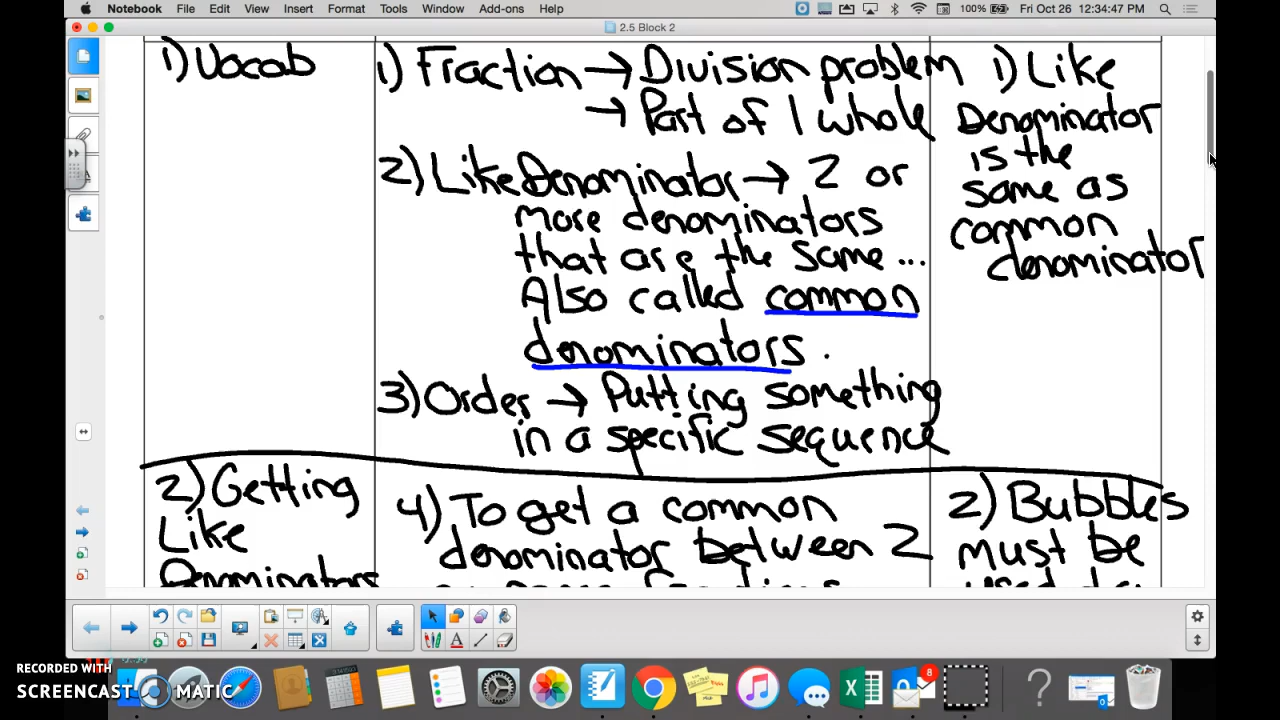 Notebook File Edit View Insert Format Tools Window Add-ons Help 100% Fri Oct 26 12:34:47 PM
2.5 Block 2
1) Vocab
1) Fraction → Division problem
→ Part of 1 whole
2) Like Denominator → 2 or
more denominators
that are the same ...
Also called common
denominators.
3) Order → Putting something
in a specific sequence
1) Like
Denominator
is the
same as
common
denominator
2) Getting
Like
Denominators
4) To get a common
denominator between 2
2) Bubbles
must be
8
RECORDED WITH
SCREENCAST MATIC